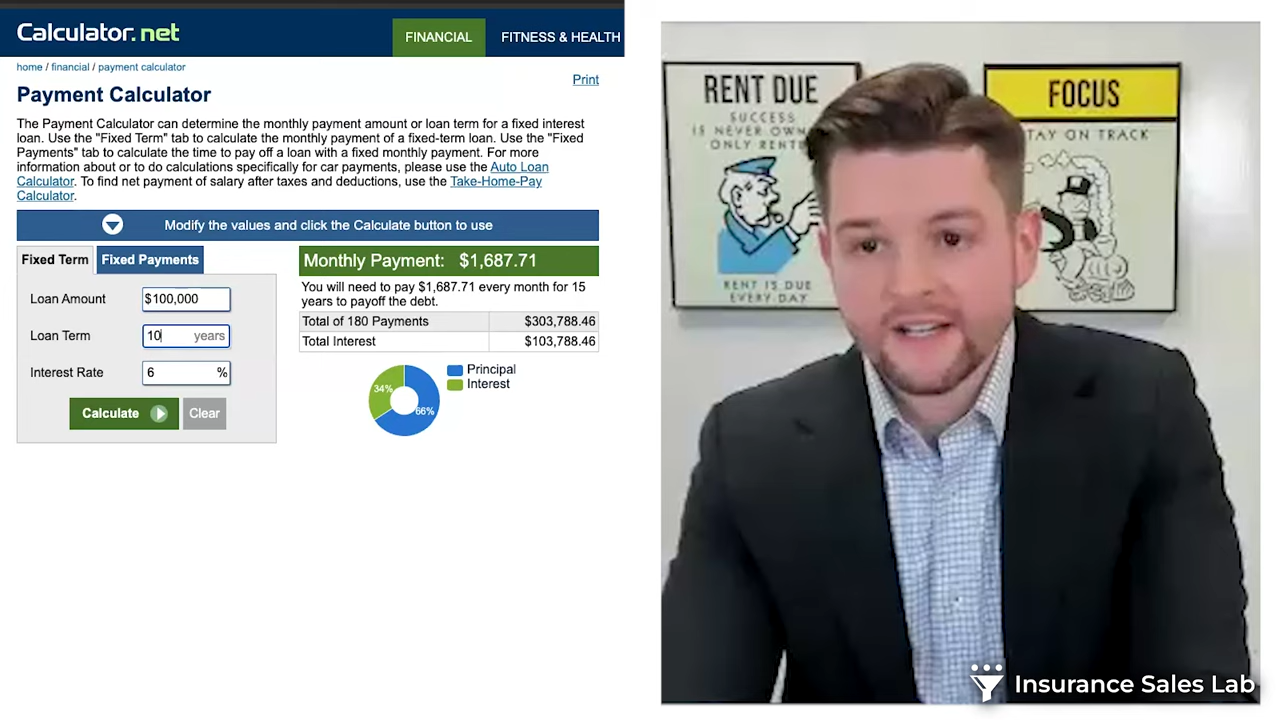 Calculator.net
FINANCIAL
FITNESS & HEALTH
home / financial / payment calculator
Print
Payment Calculator
The Payment Calculator can determine the monthly payment amount or loan term for a fixed interest
loan. Use the "Fixed Term" tab to calculate the monthly payment of a fixed-term loan. Use the "Fixed
Payments" tab to calculate the time to pay off a loan with a fixed monthly payment. For more
information about or to do calculations specifically for car payments, please use the Auto Loan
Calculator. To find net payment of salary after taxes and deductions, use the Take-Home-Pay
Calculator.
Modify the values and click the Calculate button to use
Fixed Term
Fixed Payments
Loan Amount
$100,000
Loan Term
10 years
Interest Rate
6 %
Calculate
Clear
Monthly Payment: $1,687.71
You will need to pay $1,687.71 every month for 15
years to payoff the debt.
Total of 180 Payments $303,788.46
Total Interest $103,788.46
34%
66%
Principal
Interest
RENT DUE
SUCCESS
IS NEVER
ONLY
RENT IS DUE
EVERY DAY
FOCUS
STAY ON TRACK
Insurance Sales Lab